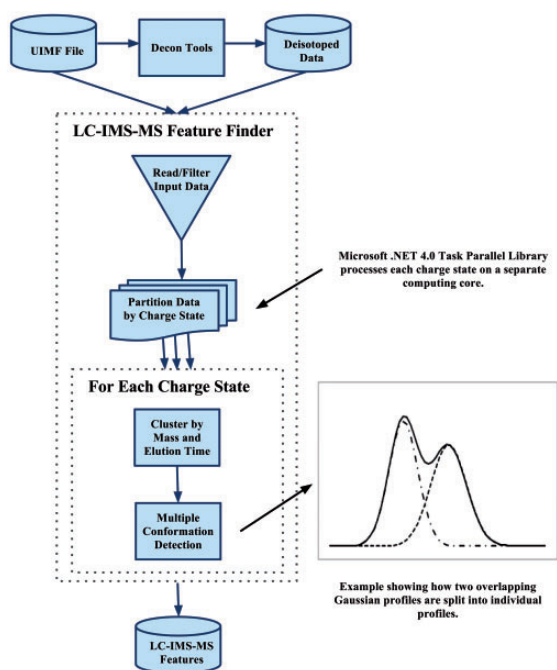 UIMF File
Decon Tools
Deisotoped
Data
LC-IMS-MS Feature Finder
Read/Filter
Input Data
Microsoft .NET 4.0 Task Parallel Library
processes each charge state on a separate
computing core.
Partition Data
by Charge State
For Each Charge State
Cluster by
Mass and
Elution Time
Multiple
Conformation
Detection
Example showing how two overlapping
Gaussian profiles are split into individual
profiles.
LC-IMS-MS
Features